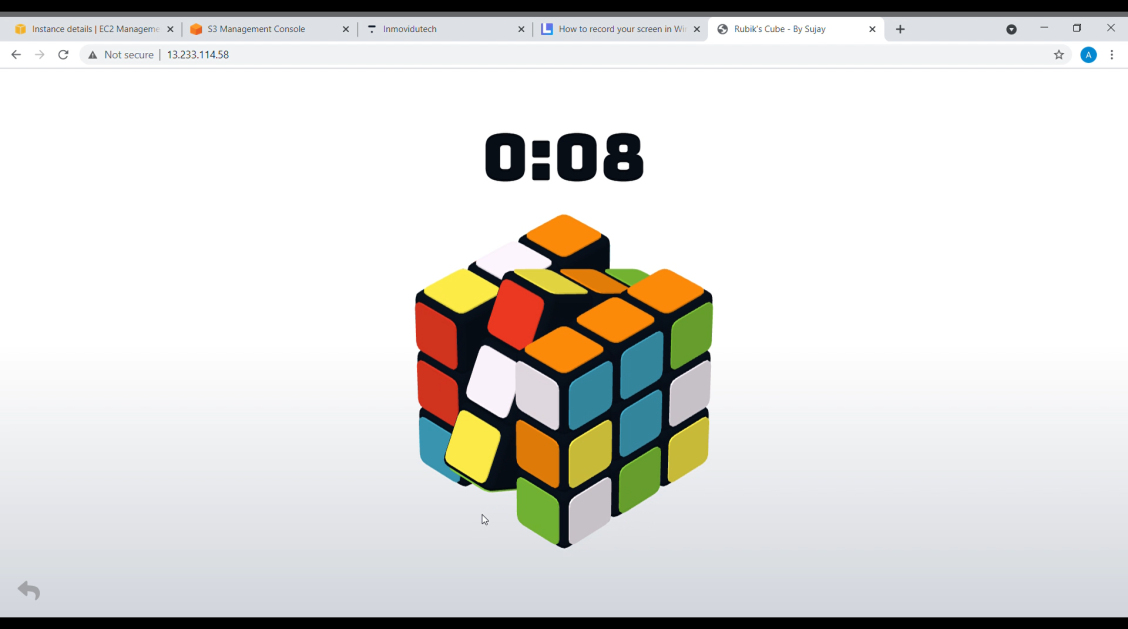 Instance details | EC2 Manageme
S3 Management Console
Inmovidutech
How to record your screen in Wi
Rubik's Cube - By Sujay
Not secure | 13.233.114.58
A
0:08